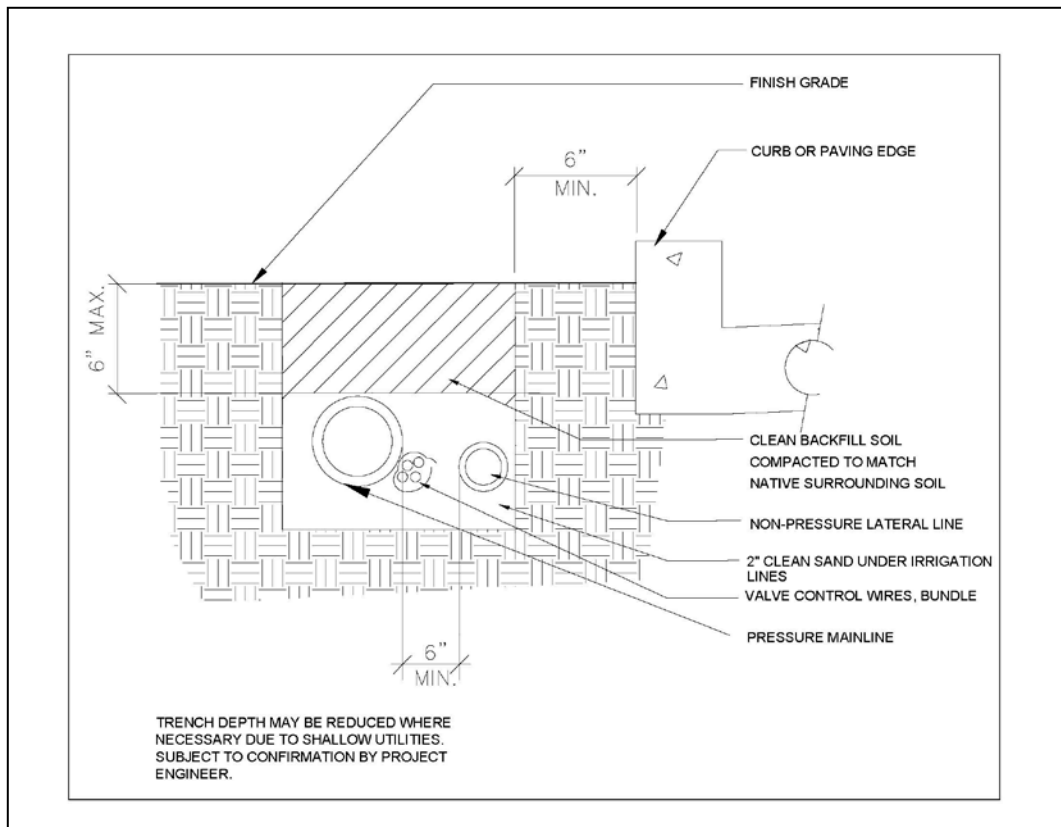 FINISH GRADE
CURB OR PAVING EDGE
6"
MIN.
6" MAX.
CLEAN BACKFILL SOIL
COMPACTED TO MATCH
NATIVE SURROUNDING SOIL
NON-PRESSURE LATERAL LINE
2" CLEAN SAND UNDER IRRIGATION
LINES
VALVE CONTROL WIRES, BUNDLE
PRESSURE MAINLINE
6"
MIN.
TRENCH DEPTH MAY BE REDUCED WHERE
NECESSARY DUE TO SHALLOW UTILITIES.
SUBJECT TO CONFIRMATION BY PROJECT
ENGINEER.